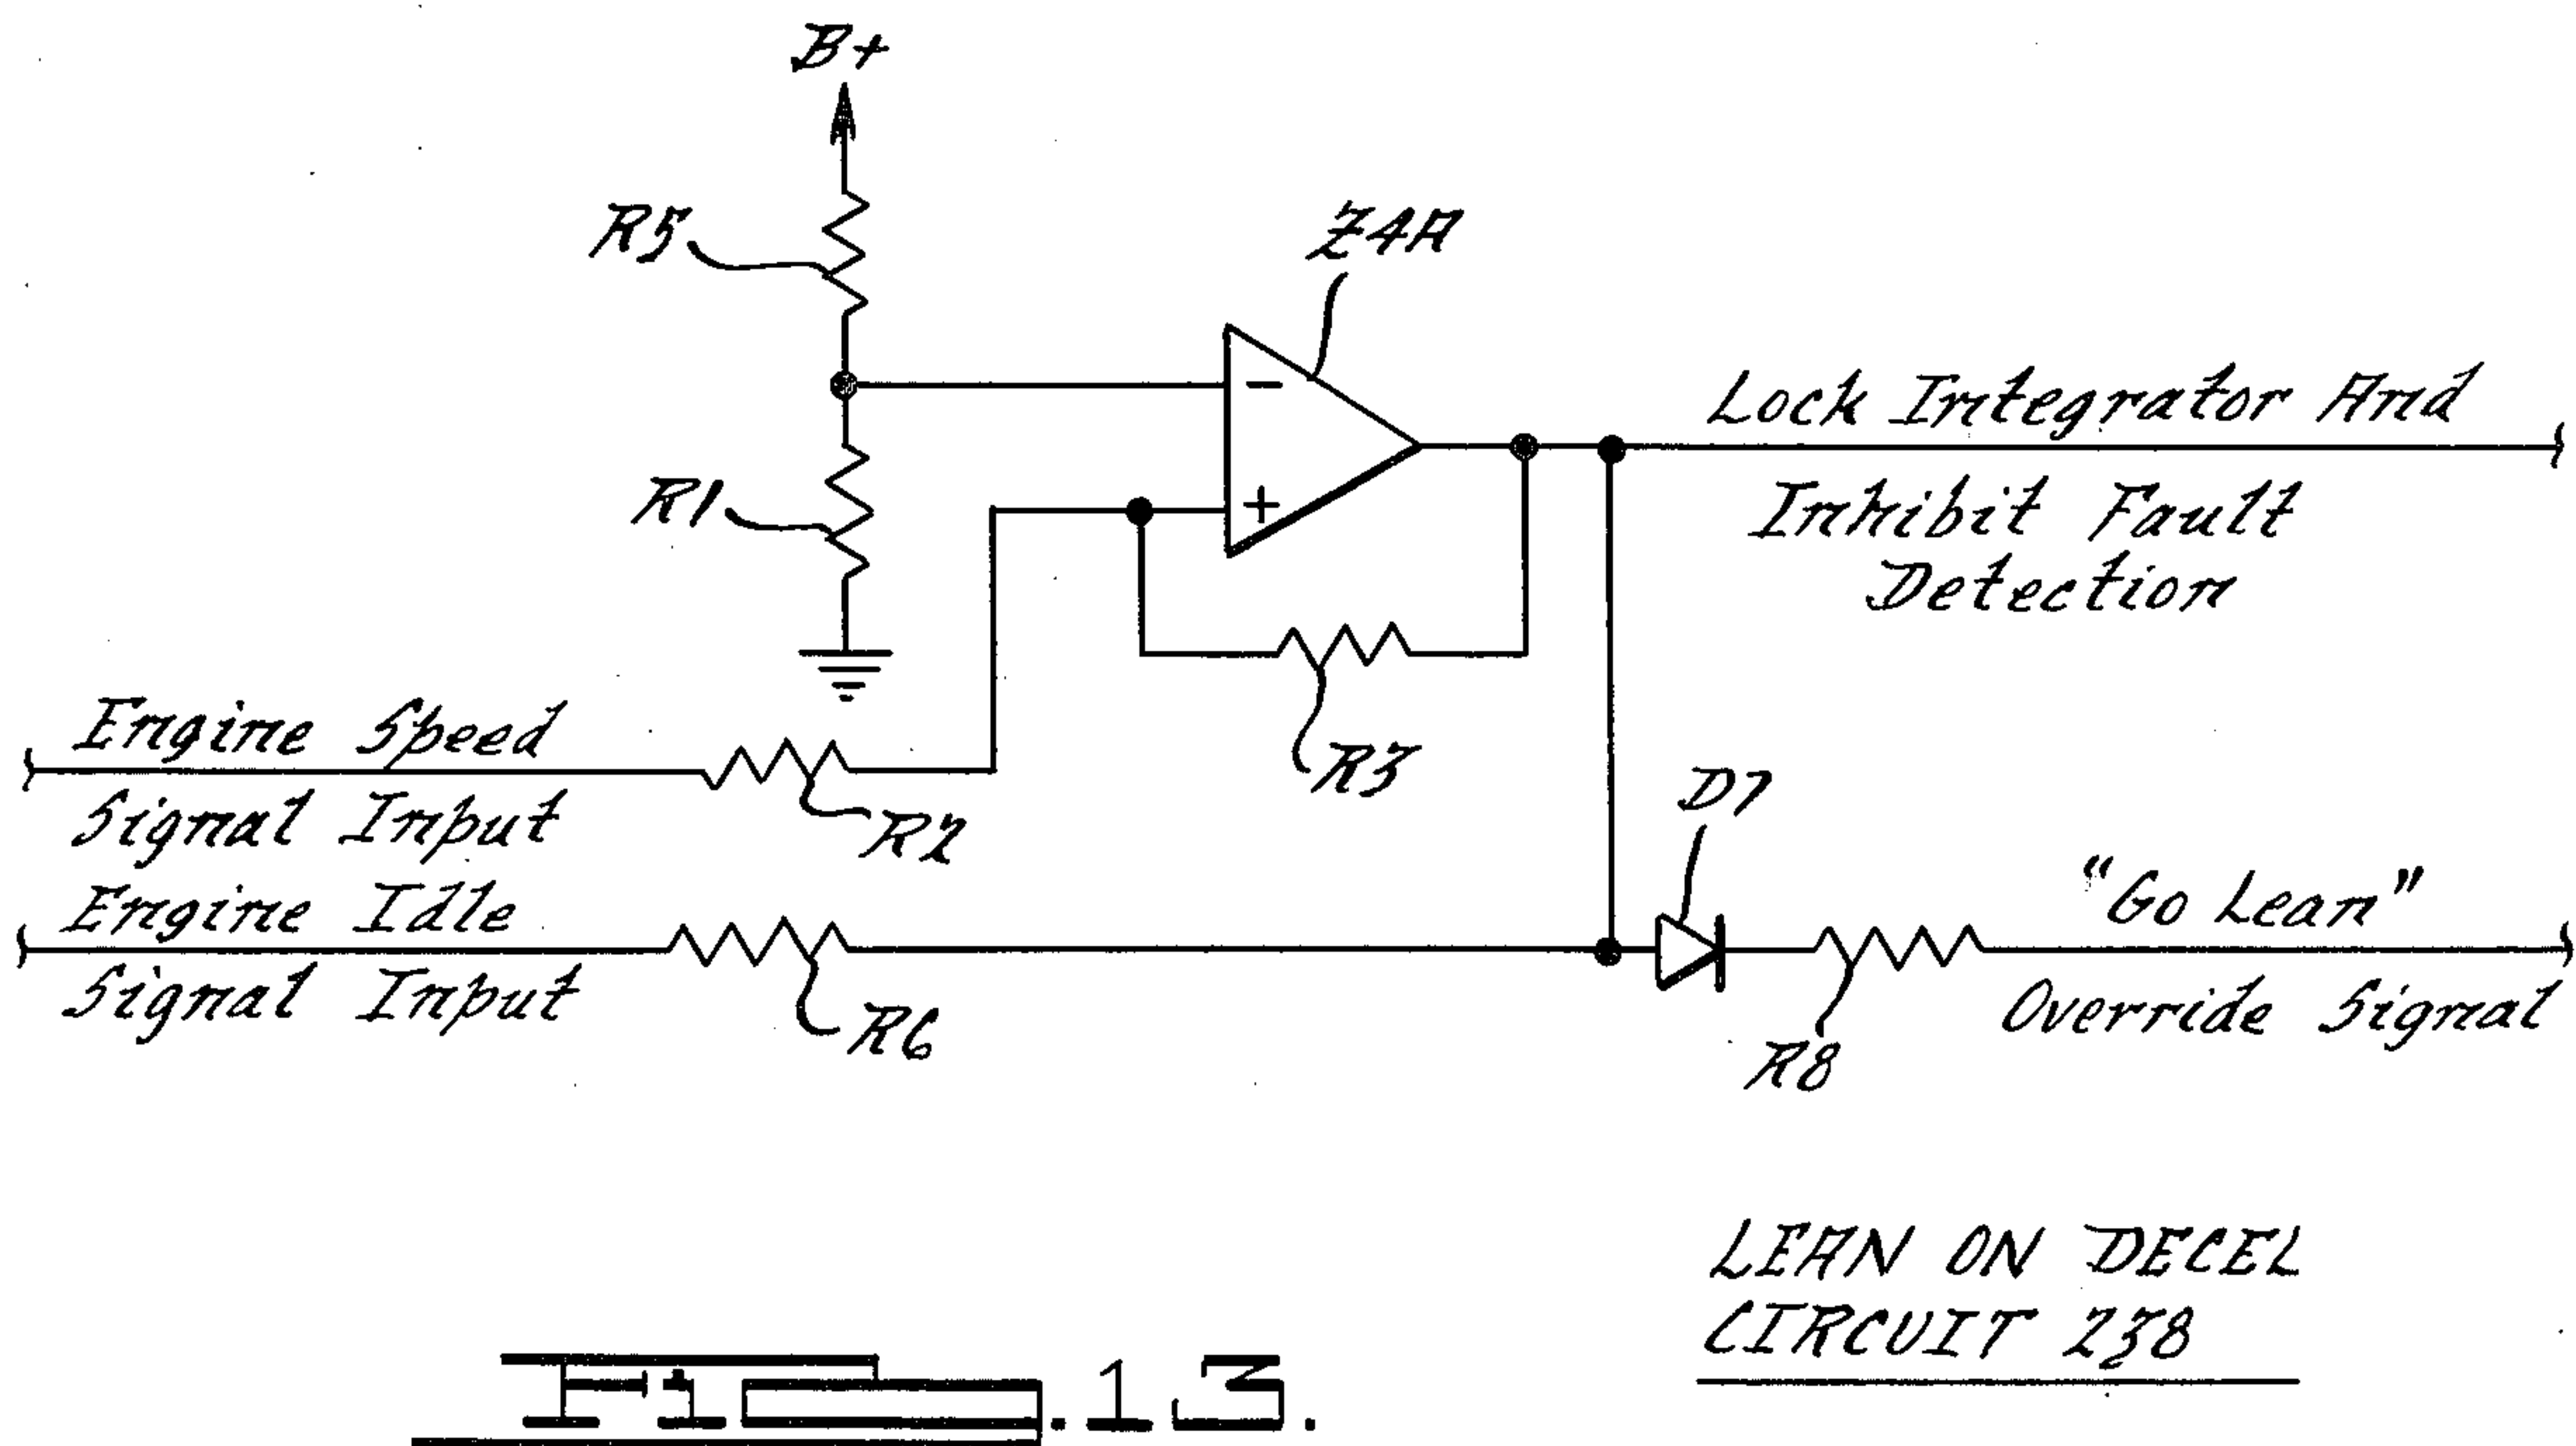 B+
R5
Z4A
-
Lock Integrator And
R1
+
Inhibit Fault
Detection
Engine Speed
R3
D7
Signal Input
R2
Engine Idle
"Go Lean"
Signal Input
R6
Override Signal
R8
LEAN ON DECEL
CIRCUIT 238
Fig.13.